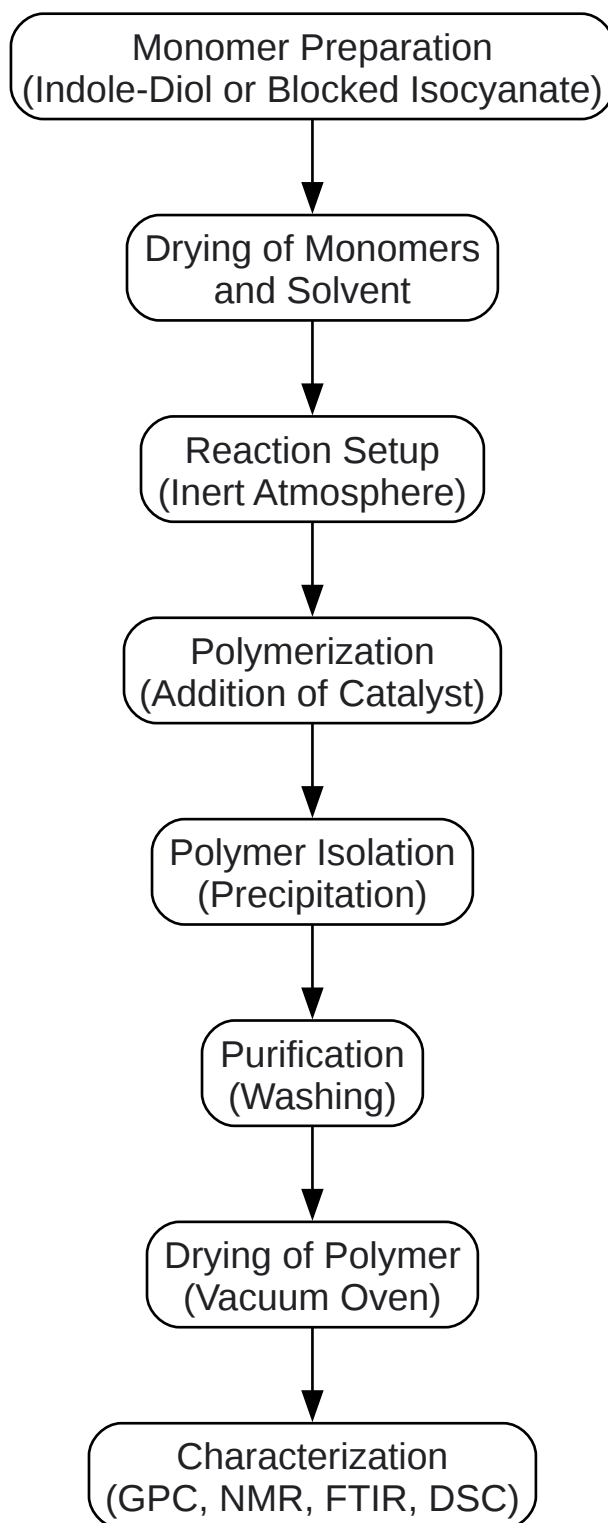 Monomer Preparation
(Indole-Diol or Blocked Isocyanate)
Drying of Monomers
and Solvent
Reaction Setup
(Inert Atmosphere)
Polymerization
(Addition of Catalyst)
Polymer Isolation
(Precipitation)
Purification
(Washing)
Drying of Polymer
(Vacuum Oven)
Characterization
(GPC, NMR, FTIR, DSC)